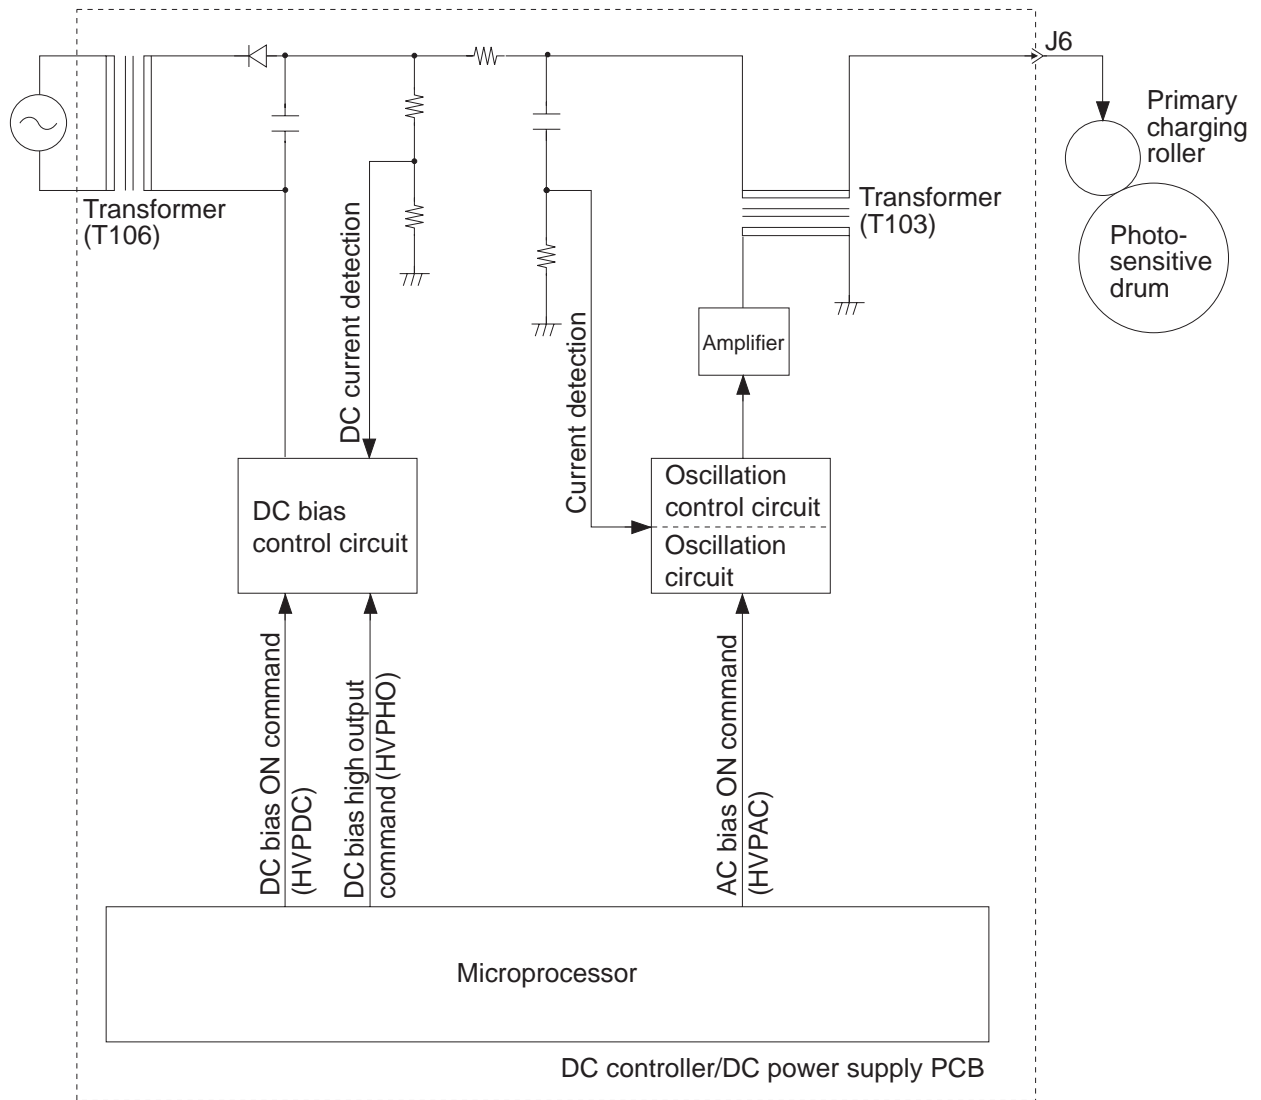 J6
Primary
charging
roller
Transformer
(T106)
Transformer
(T103)
Photo-
sensitive
drum
DC current detection
Current detection
Amplifier
DC bias
control circuit
Oscillation
control circuit
Oscillation
circuit
DC bias ON command
(HVPDC)
DC bias high output
command (HVPHO)
AC bias ON command
(HVPAC)
Microprocessor
DC controller/DC power supply PCB